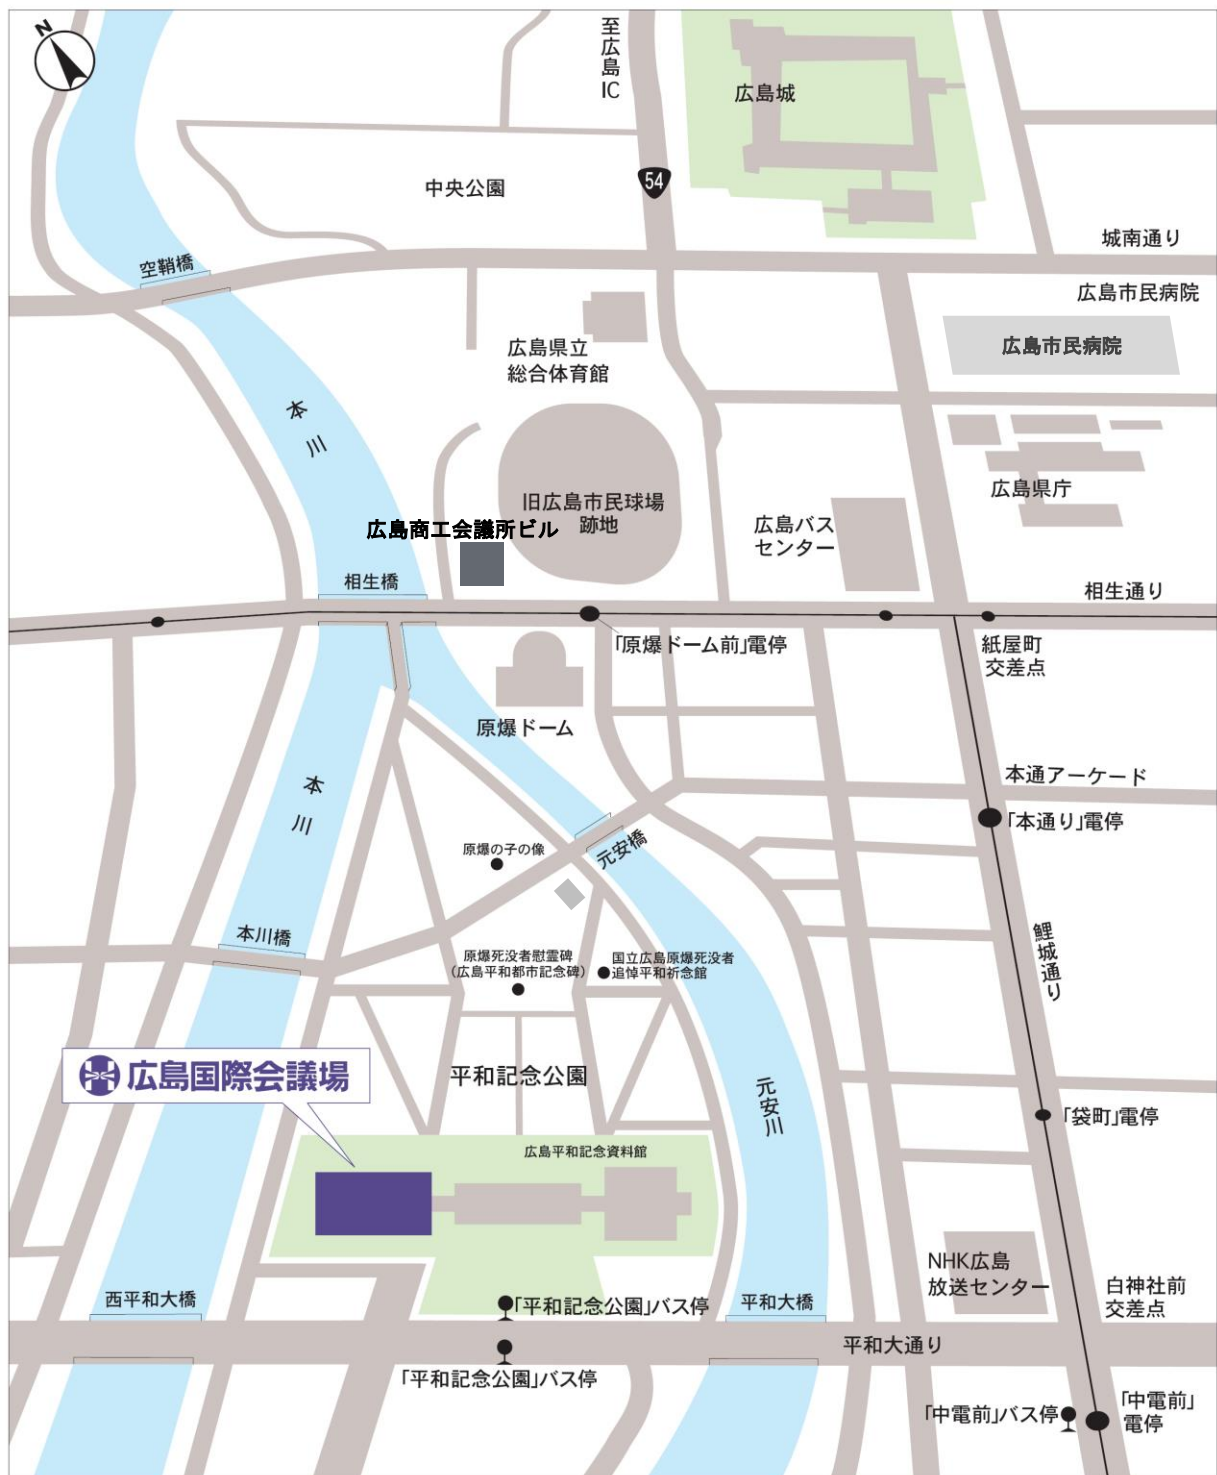 N
至広島IC
広島城
54
中央公園
城南通り
空鞘橋
広島市民病院
広島市民病院
広島県立
総合体育館
本川
旧広島市民球場
跡地
広島県庁
広島バス
センター
広島商工会議所ビル
相生橋
相生通り
「原爆ドーム前」電停
紙屋町
交差点
原爆ドーム
本通アーケード
本川
「本通り」電停
原爆の子の像
元安橋
本川橋
鯉城通り
原爆死没者慰霊碑
(広島平和都市記念碑)
国立広島原爆死没者
追悼平和祈念館
広島国際会議場
平和記念公園
元安川
「袋町」電停
広島平和記念資料館
NHK広島
放送センター
白神社前
交差点
西平和大橋
「平和記念公園」バス停
平和大橋
平和大通り
「平和記念公園」バス停
「中電前」バス停
「中電前」
電停